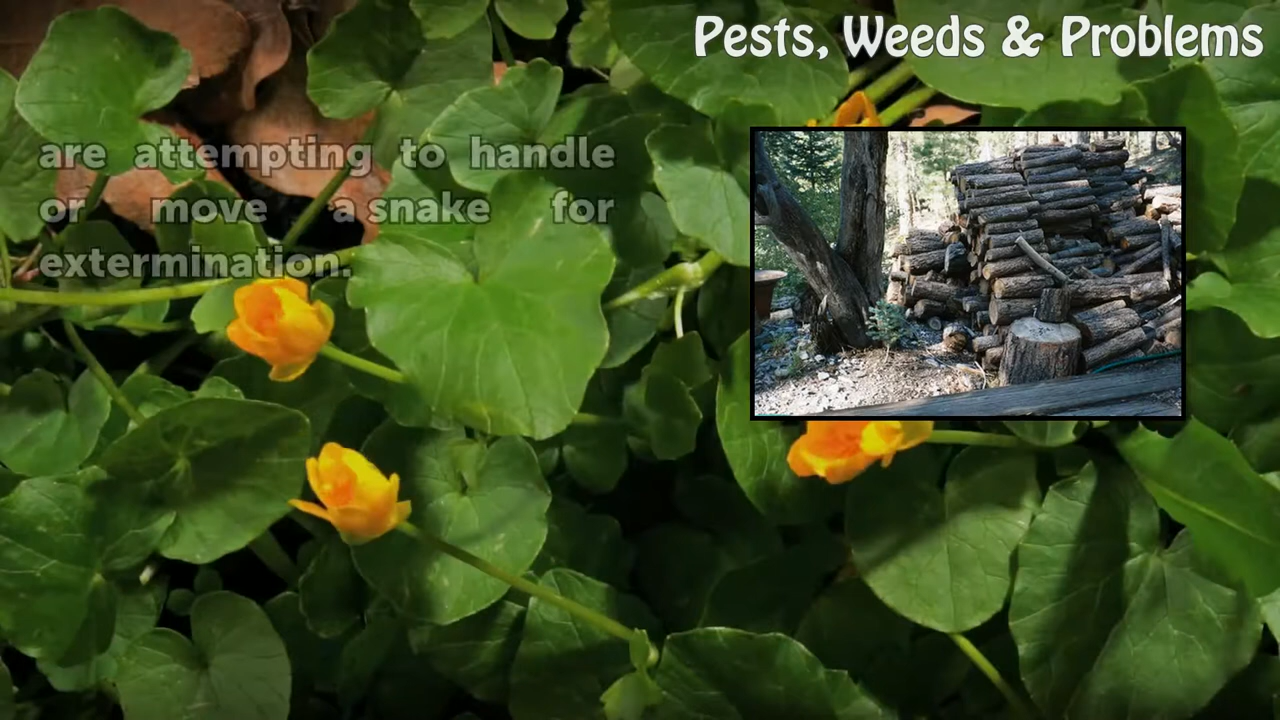 Pests, Weeds & Problems
are attempting to handle
or move a snake for
extermination.